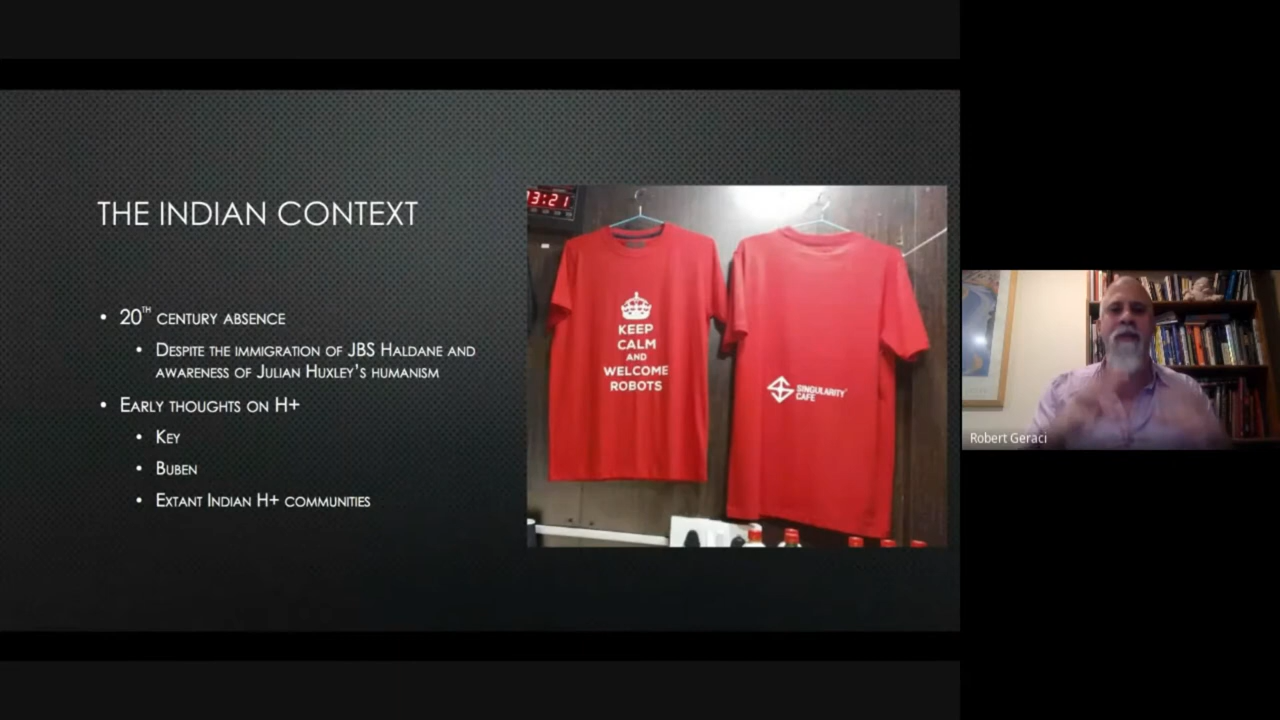 THE INDIAN CONTEXT
• 20TH CENTURY ABSENCE
• DESPITE THE IMMIGRATION OF JBS HALDANE AND
AWARENESS OF JULIAN HUXLEY'S HUMANISM
• EARLY THOUGHTS ON H+
• KEY
• BUBEN
• EXTANT INDIAN H+ COMMUNITIES
3:21
KEEP
CALM
AND
WELCOME
ROBOTS
SINGULARITY
CAFE
Robert Geraci